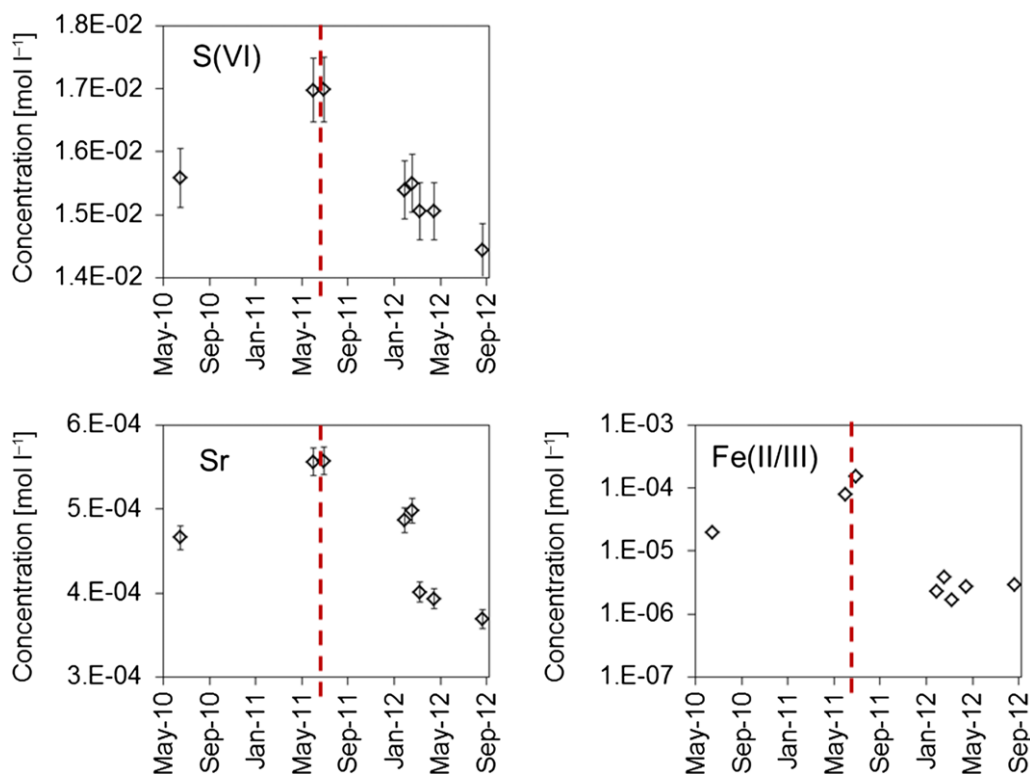 S(VI)
Concentration [mol l⁻¹]
1.8E-02
1.7E-02
1.6E-02
1.5E-02
1.4E-02
May-10
Sep-10
Jan-11
May-11
Sep-11
Jan-12
May-12
Sep-12
Sr
Concentration [mol l⁻¹]
6.E-04
5.E-04
4.E-04
3.E-04
May-10
Sep-10
Jan-11
May-11
Sep-11
Jan-12
May-12
Sep-12
Fe(II/III)
Concentration [mol l⁻¹]
1.E-03
1.E-04
1.E-05
1.E-06
1.E-07
May-10
Sep-10
Jan-11
May-11
Sep-11
Jan-12
May-12
Sep-12